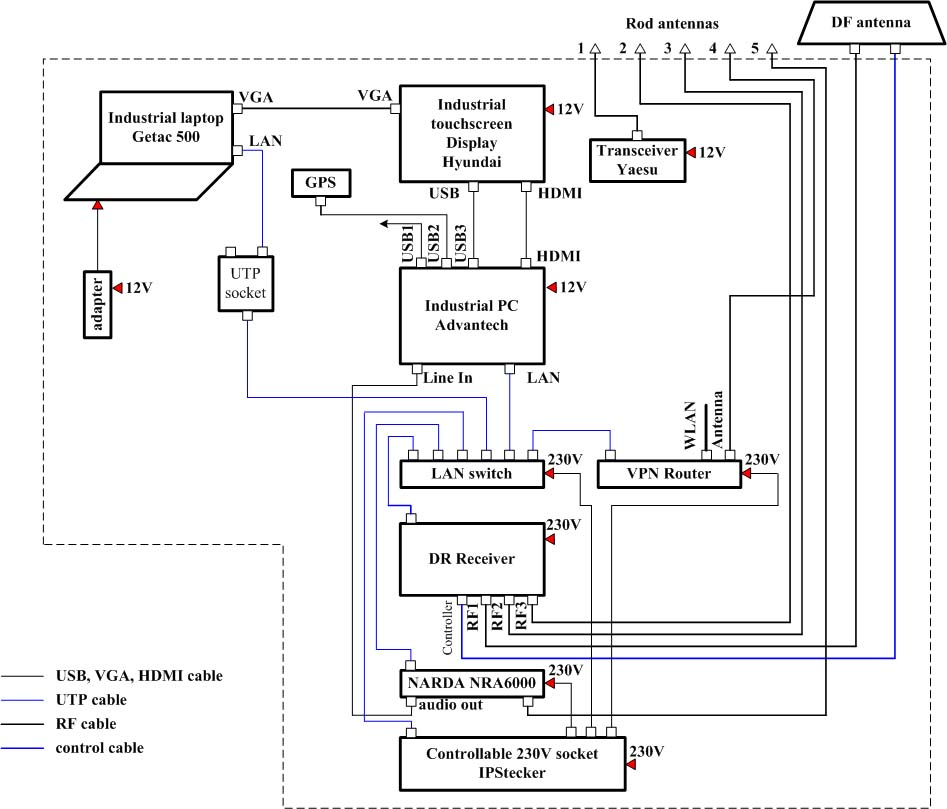 Rod antennas
DF antenna
1
2
3
4
5
VGA
VGA
Industrial laptop
Getac 500
LAN
Industrial
touchscreen
Display
Hyundai
12V
Transceiver
Yaesu
12V
GPS
USB
HDMI
USB1
USB2
USB3
HDMI
UTP
socket
adapter
12V
Industrial PC
Advantech
12V
Line In
LAN
WLAN
Antenna
LAN switch
230V
VPN Router
230V
DR Receiver
230V
Controller
RF1
RF2
RF3
NARDA NRA6000
230V
audio out
Controllable 230V socket
IPStecker
230V
USB, VGA, HDMI cable
UTP cable
RF cable
control cable